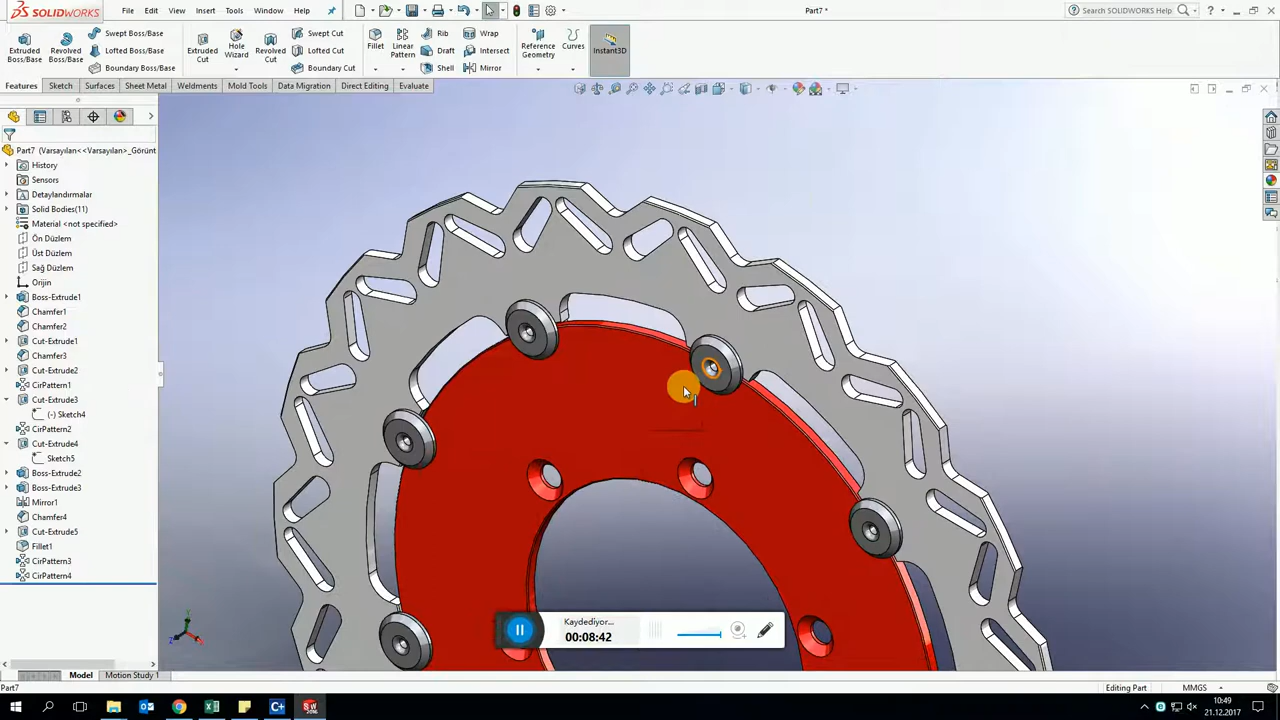 SOLIDWORKS
File Edit View Insert Tools Window Help
Part7 *
Search SOLIDWORKS Help
Extruded Boss/Base
Revolved Boss/Base
Swept Boss/Base
Lofted Boss/Base
Boundary Boss/Base
Extruded Cut
Hole Wizard
Revolved Cut
Swept Cut
Lofted Cut
Boundary Cut
Fillet
Linear Pattern
Rib
Draft
Shell
Wrap
Intersect
Mirror
Reference Geometry
Curves
Instant3D
Features Sketch Surfaces Sheet Metal Weldments Mold Tools Data Migration Direct Editing Evaluate
Part7 (Varsayılan<<Varsayılan>_Görünt
History
Sensors
Detaylandırmalar
Solid Bodies(11)
Material <not specified>
Ön Düzlem
Üst Düzlem
Sağ Düzlem
Orijin
Boss-Extrude1
Chamfer1
Chamfer2
Cut-Extrude1
Chamfer3
Cut-Extrude2
CirPattern1
Cut-Extrude3
(-) Sketch4
CirPattern2
Cut-Extrude4
Sketch5
Boss-Extrude2
Boss-Extrude3
Mirror1
Chamfer4
Cut-Extrude5
Fillet1
CirPattern3
CirPattern4
Kaydediyor...
00:08:42
Model Motion Study 1
Part7
Editing Part
MMGS
10:49
21.12.2017